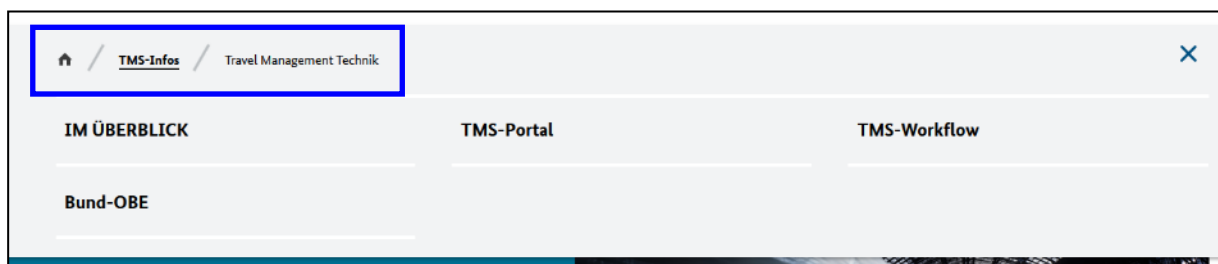 TMS-Infos / Travel Management Technik
IM ÜBERBLICK TMS-Portal TMS-Workflow
Bund-OBE